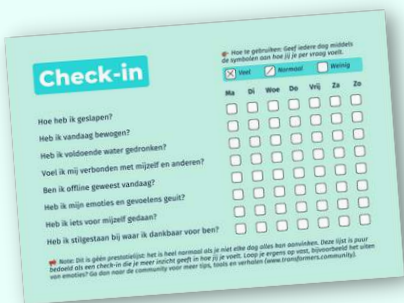 Check-in
Hoe te gebruiken: Geef iedere dag middels
de symbolen aan hoe jij je per vraag voelt.
Veel Normaal Weinig
Ma Di Woe Do Vrij Za Zo
Hoe heb ik geslapen?
Heb ik vandaag bewogen?
Heb ik voldoende water gedronken?
Voel ik mij verbonden met mijzelf en anderen?
Ben ik offline geweest vandaag?
Heb ik mijn emoties en gevoelens geuit?
Heb ik iets voor mijzelf gedaan?
Heb ik stilgestaan bij waar ik dankbaar voor ben?
Note: Dit is géén prestatielijst: het is heel normaal als je niet elke dag alles kan aanvinken. Deze lijst is puur
bedoeld als een check-in die je meer inzicht geeft in hoe jij je voelt. Loop je ergens op vast, bijvoorbeeld het uiten
van emoties? Ga dan naar de community voor meer tips, tools en verhalen (www.transformers.community).